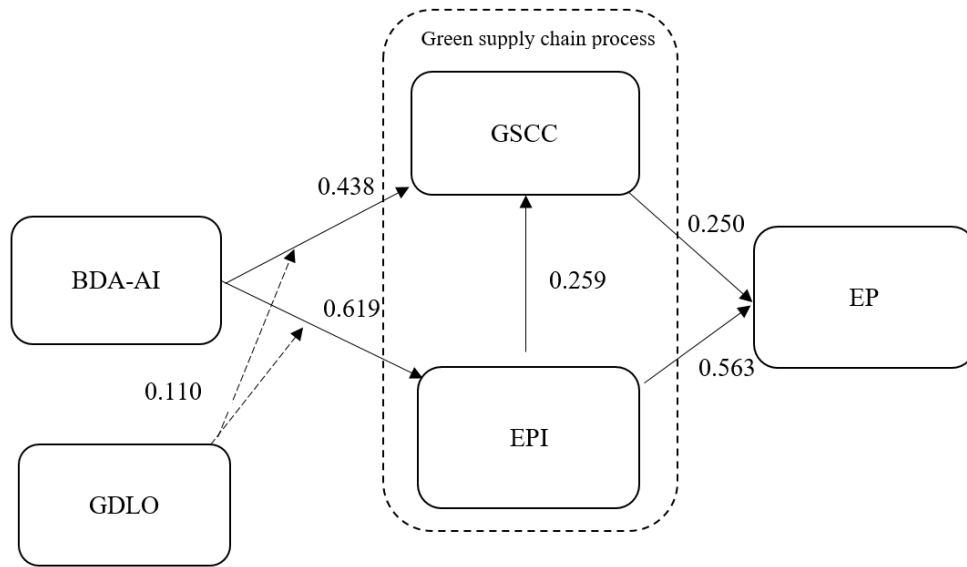 Green supply chain process
GSCC
0.438
0.250
BDA-AI
0.259
EP
0.619
0.563
0.110
EPI
GDLO